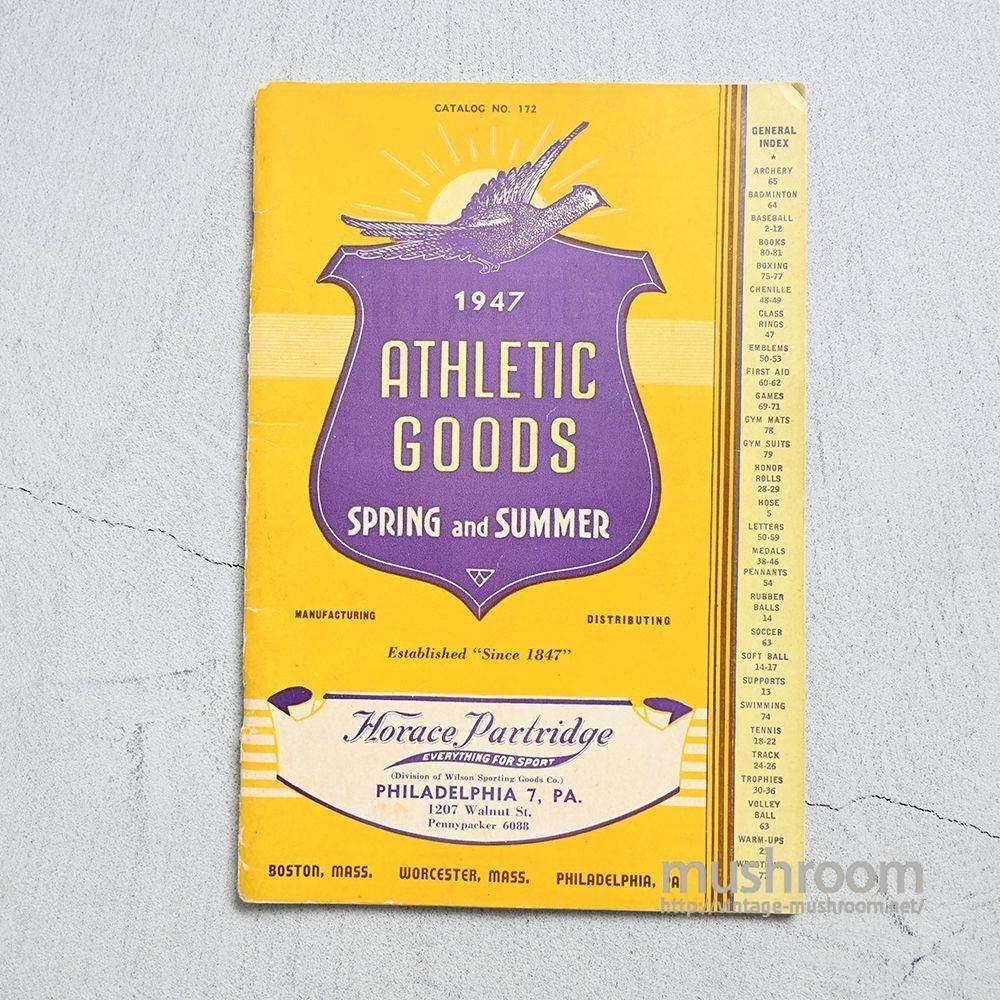 CATALOG NO. 172
1947
ATHLETIC
GOODS
SPRING and SUMMER
MANUFACTURING
DISTRIBUTING
Established "Since 1847"
Horace Partridge
EVERYTHING FOR SPORT
(Division of Wilson Sporting Goods Co.)
PHILADELPHIA 7, PA.
1207 Walnut St.
Pennypacker 6088
BOSTON, MASS. WORCESTER, MASS. PHILADELPHIA, PA
GENERAL
INDEX
ARCHERY
65
BADMINTON
64
BASEBALL
2-12
BOOKS
80-81
BOXING
75-77
CHENILLE
48-49
CLASS
RINGS
47
EMBLEMS
50-53
FIRST AID
60-62
GAMES
69-71
GYM MATS
78
GYM SUITS
79
HONOR
ROLLS
28-29
HOSE
5
LETTERS
50-59
MEDALS
38-46
PENNANTS
54
RUBBER
BALLS
14
SOCCER
63
SOFT BALL
14-17
SUPPORTS
13
SWIMMING
74
TENNIS
18-22
TRACK
24-26
TROPHIES
30-36
VOLLEY
BALL
63
WARM-UPS
mushroom
http://vintage-mushroom.net/